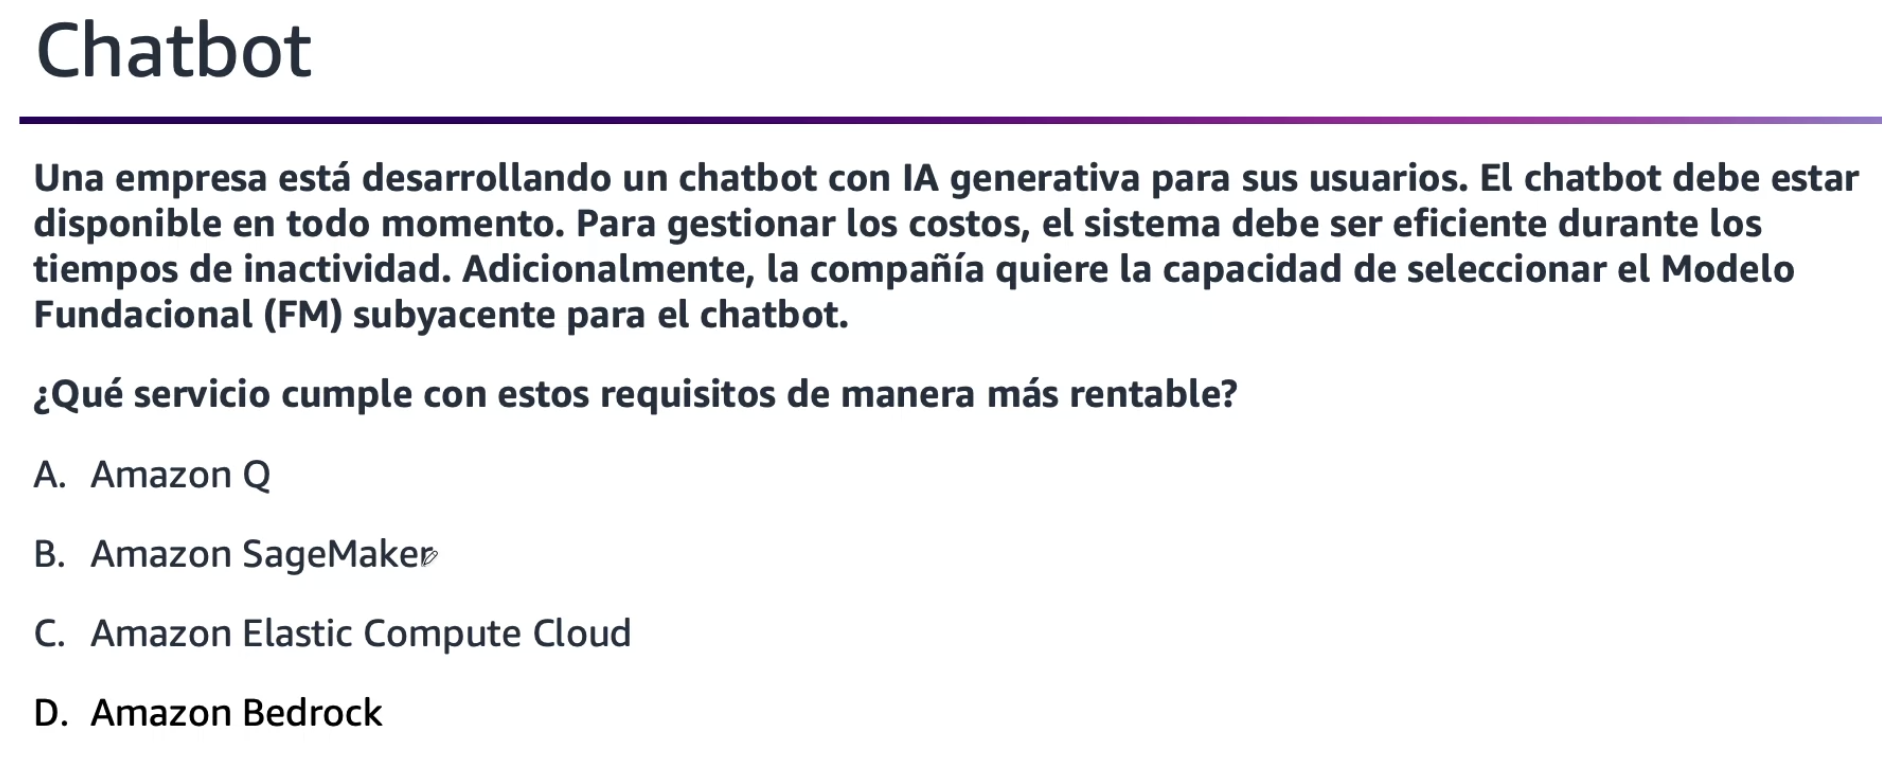 Chatbot
Una empresa está desarrollando un chatbot con IA generativa para sus usuarios. El chatbot debe estar
disponible en todo momento. Para gestionar los costos, el sistema debe ser eficiente durante los
tiempos de inactividad. Adicionalmente, la compañía quiere la capacidad de seleccionar el Modelo
Fundacional (FM) subyacente para el chatbot.
¿Qué servicio cumple con estos requisitos de manera más rentable?
A. Amazon Q
B. Amazon SageMaker
C. Amazon Elastic Compute Cloud
D. Amazon Bedrock